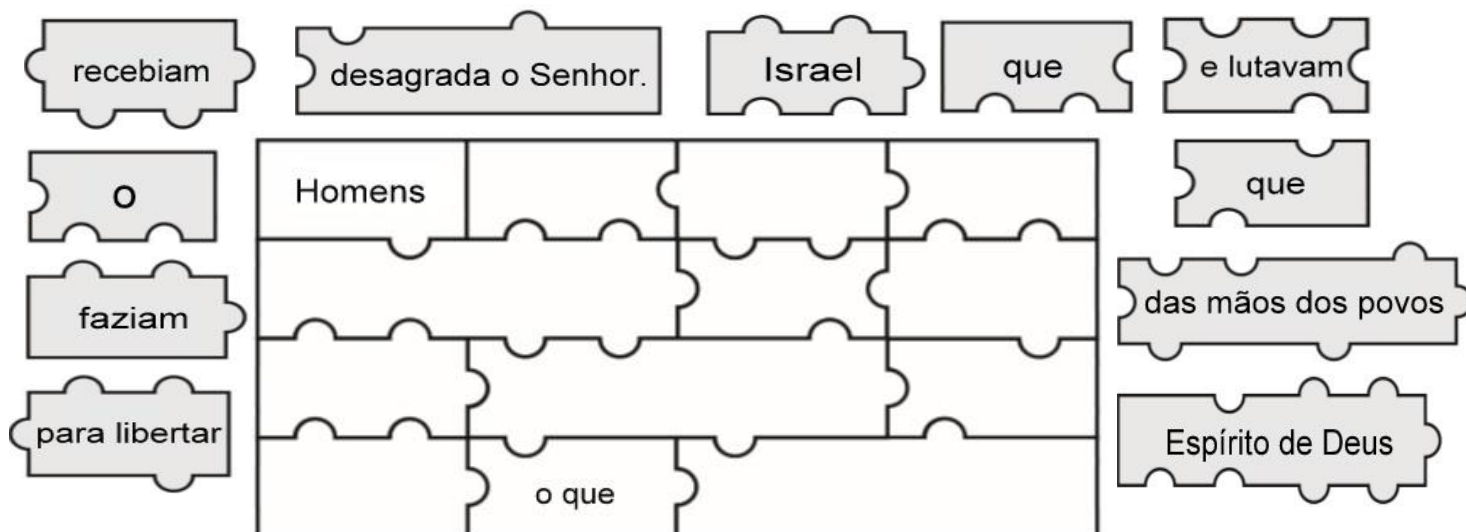 recebiam
desagrada o Senhor.
Israel
que
e lutavam
o
Homens
que
faziam
das mãos dos povos
para libertar
Espírito de Deus
o que